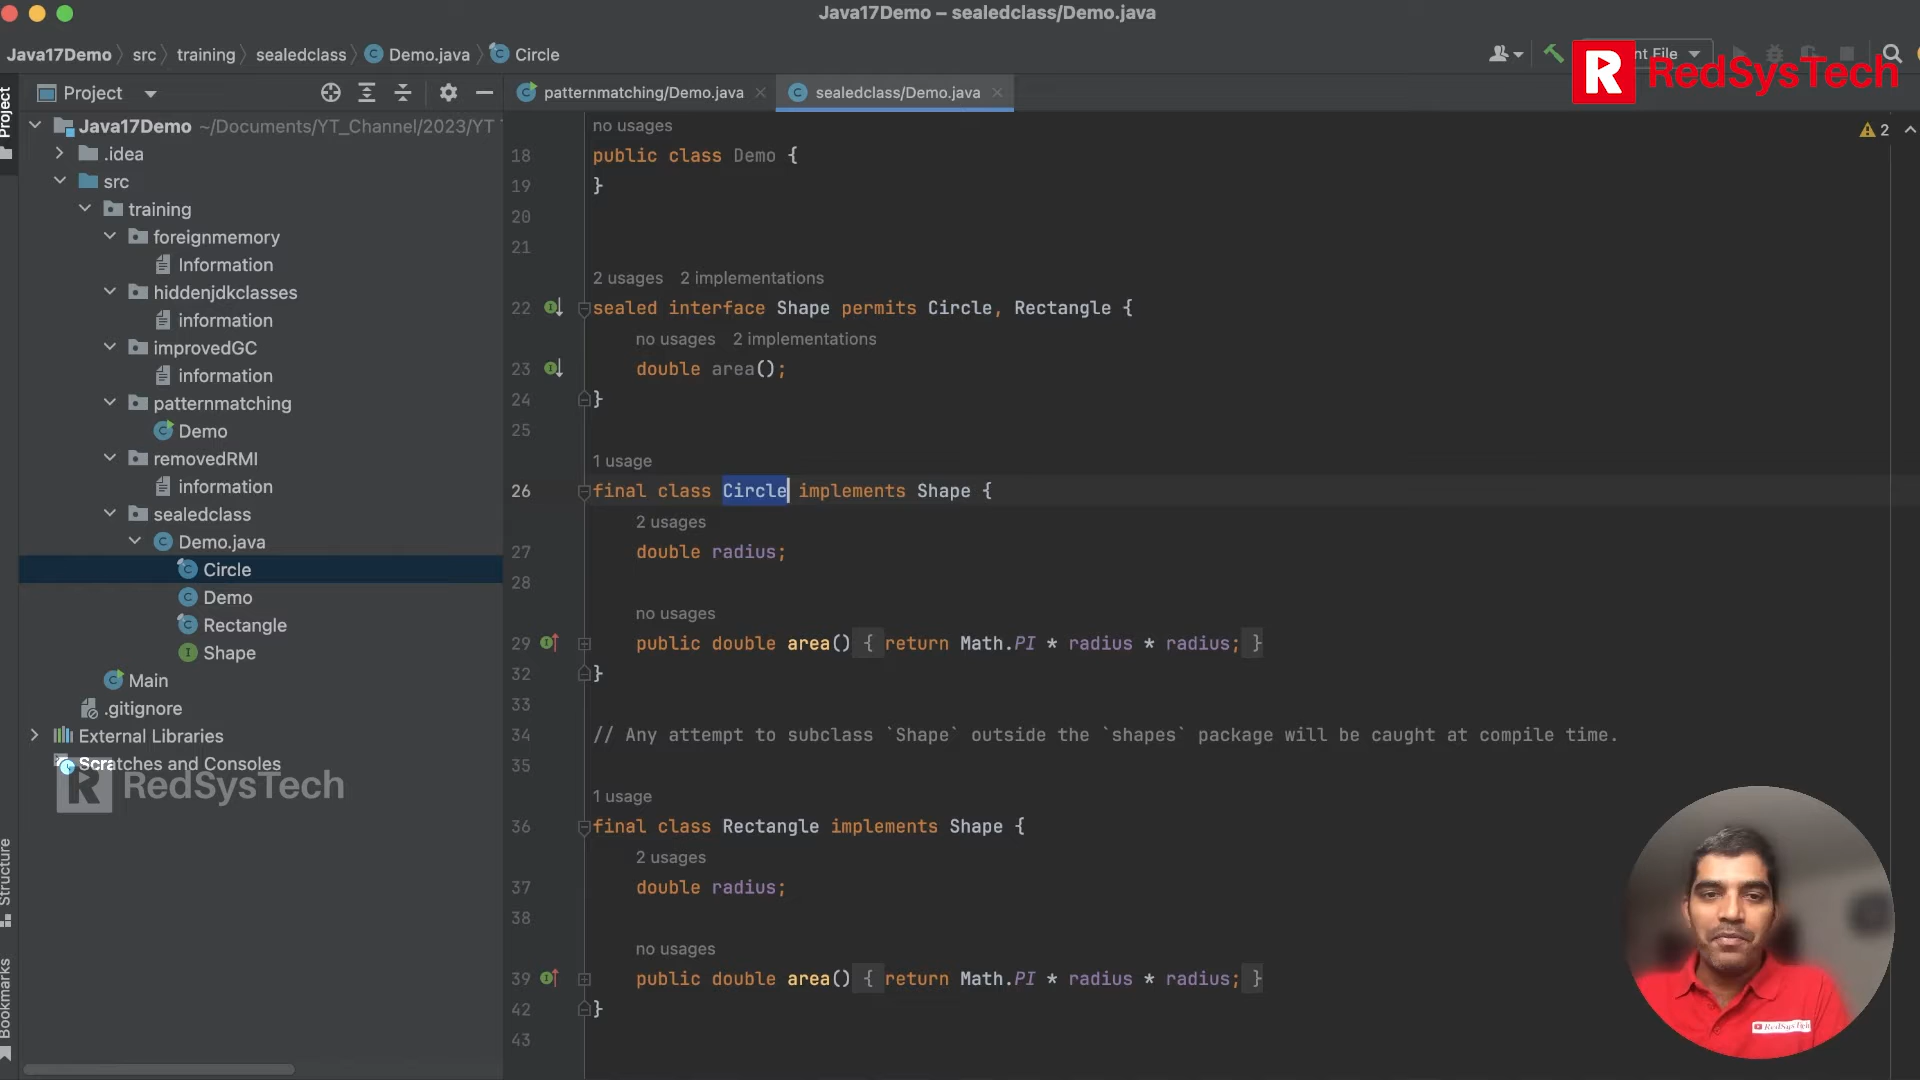 Java17Demo – sealedclass/Demo.java
Java17Demo src training sealedclass Demo.java Circle
nt File
RedSysTech
Project
Project
patternmatching/Demo.java
sealedclass/Demo.java
Java17Demo ~/Documents/YT_Channel/2023/YT
.idea
src
training
foreignmemory
Information
hiddenjdkclasses
information
improvedGC
information
patternmatching
Demo
removedRMI
information
sealedclass
Demo.java
Circle
Demo
Rectangle
Shape
Main
.gitignore
External Libraries
Scratches and Consoles
RedSysTech
Structure
Bookmarks
2
no usages
18 public class Demo {
19 }
20
21
2 usages 2 implementations
22 sealed interface Shape permits Circle, Rectangle {
no usages 2 implementations
23 double area();
24 }
25
1 usage
26 final class Circle implements Shape {
2 usages
27 double radius;
28
no usages
29 public double area() { return Math.PI * radius * radius; }
32 }
33
34 // Any attempt to subclass `Shape` outside the `shapes` package will be caught at compile time.
35
1 usage
36 final class Rectangle implements Shape {
2 usages
37 double radius;
38
no usages
39 public double area() { return Math.PI * radius * radius; }
42 }
43
RedSysTech